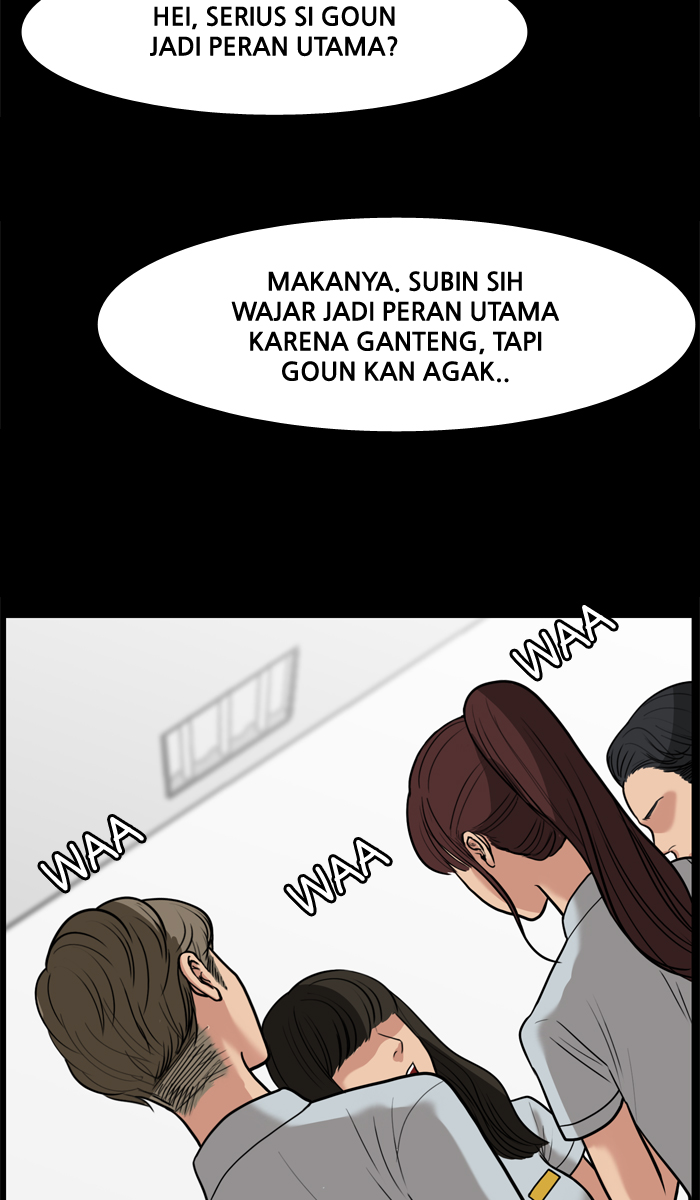 HEI, SERIUS SI GOUN
JADI PERAN UTAMA?
MAKANYA. SUBIN SIH
WAJAR JADI PERAN UTAMA
KARENA GANTENG, TAPI
GOUN KAN AGAK..
WAA
WAA
WAA